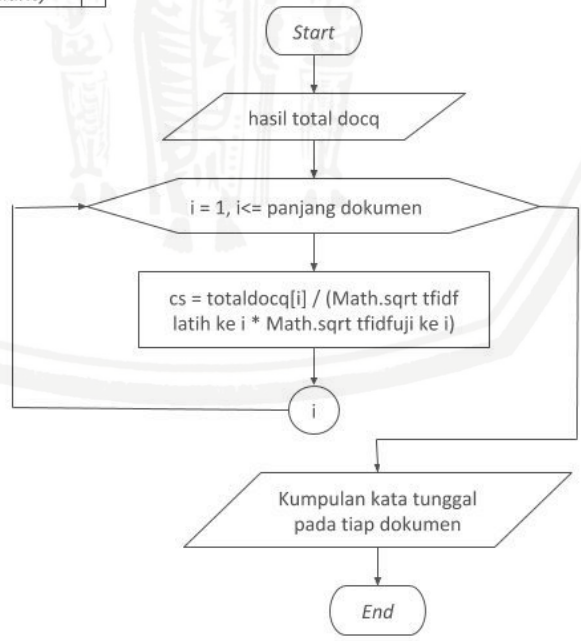 Start
hasil total docq
i = 1, i<= panjang dokumen
cs = totaldocq[i] / (Math.sqrt tfidf
latih ke i * Math.sqrt tfidfuji ke i)
i
Kumpulan kata tunggal
pada tiap dokumen
End